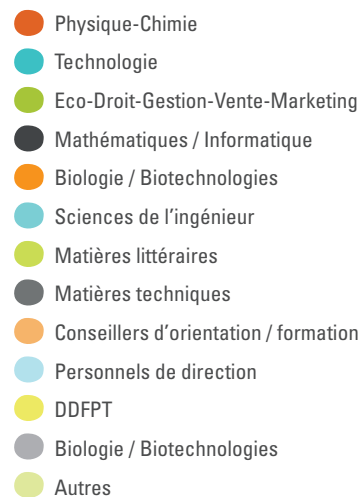 Physique-Chimie
Technologie
Eco-Droit-Gestion-Vente-Marketing
Mathématiques / Informatique
Biologie / Biotechnologies
Sciences de l'ingénieur
Matières littéraires
Matières techniques
Conseillers d'orientation / formation
Personnels de direction
DDFPT
Biologie / Biotechnologies
Autres